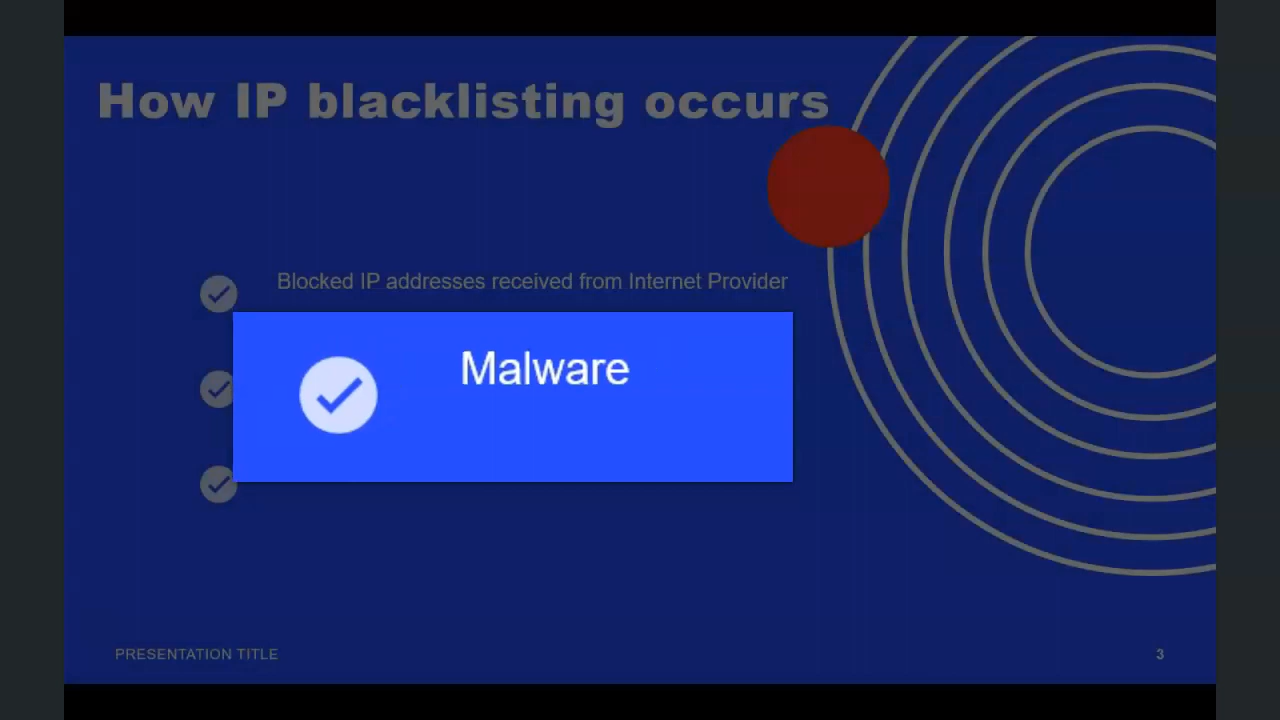 How IP blacklisting occurs
Blocked IP addresses received from Internet Provider
Malware
PRESENTATION TITLE
3